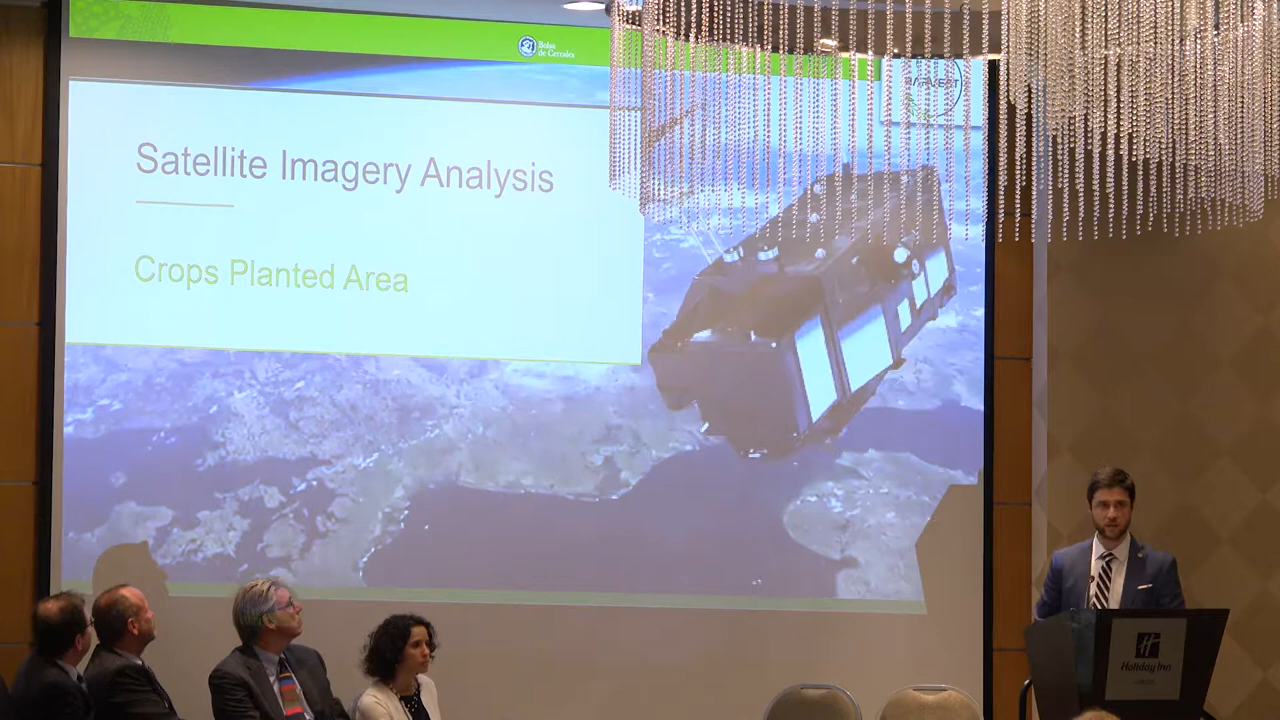 Bolsa
de Cereales
Satellite Imagery Analysis
Crops Planted Area
H
Holiday Inn